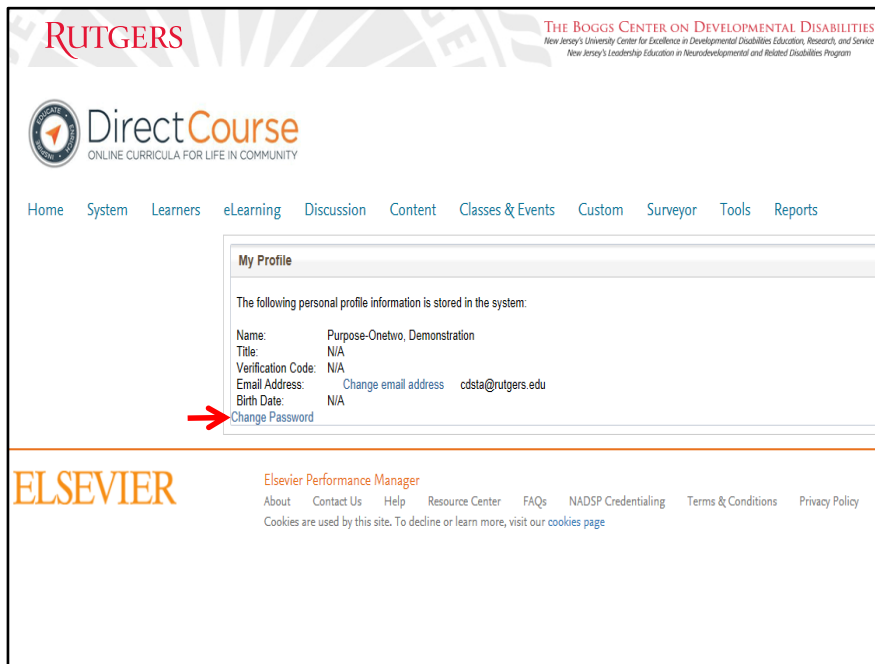 RUTGERS
THE BOGGS CENTER ON DEVELOPMENTAL DISABILITIES
New Jersey's University Center for Excellence in Developmental Disabilities Education, Research, and Service
New Jersey's Leadership Education in Neurodevelopmental and Related Disabilities Program
EDUCATE ENRICH INSPIRE
DirectCourse
ONLINE CURRICULA FOR LIFE IN COMMUNITY
Home System Learners eLearning Discussion Content Classes & Events Custom Surveyor Tools Reports
My Profile
The following personal profile information is stored in the system:
Name: Purpose-Onetwo, Demonstration
Title: N/A
Verification Code: N/A
Email Address: Change email address cdsta@rutgers.edu
Birth Date: N/A
Change Password
ELSEVIER
Elsevier Performance Manager
About Contact Us Help Resource Center FAQs NADSP Credentialing Terms & Conditions Privacy Policy
Cookies are used by this site. To decline or learn more, visit our cookies page